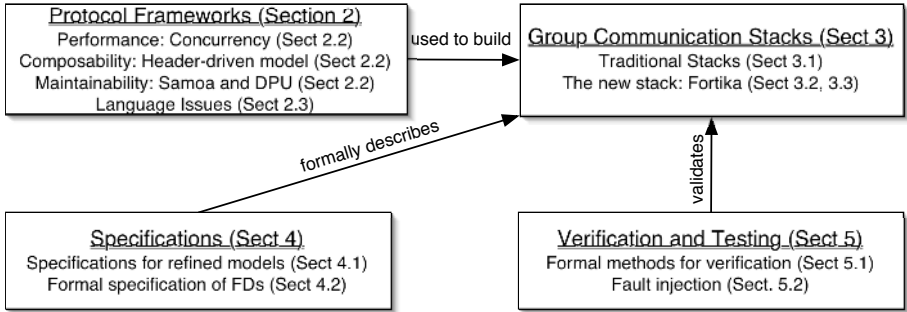 Protocol Frameworks (Section 2)
Performance: Concurrency (Sect 2.2)
Composability: Header-driven model (Sect 2.2)
Maintainability: Samoa and DPU (Sect 2.2)
Language Issues (Sect 2.3)
used to build
Group Communication Stacks (Sect 3)
Traditional Stacks (Sect 3.1)
The new stack: Fortika (Sect 3.2, 3.3)
formally describes
validates
Specifications (Sect 4)
Specifications for refined models (Sect 4.1)
Formal specification of FDs (Sect 4.2)
Verification and Testing (Sect 5)
Formal methods for verification (Sect 5.1)
Fault injection (Sect. 5.2)